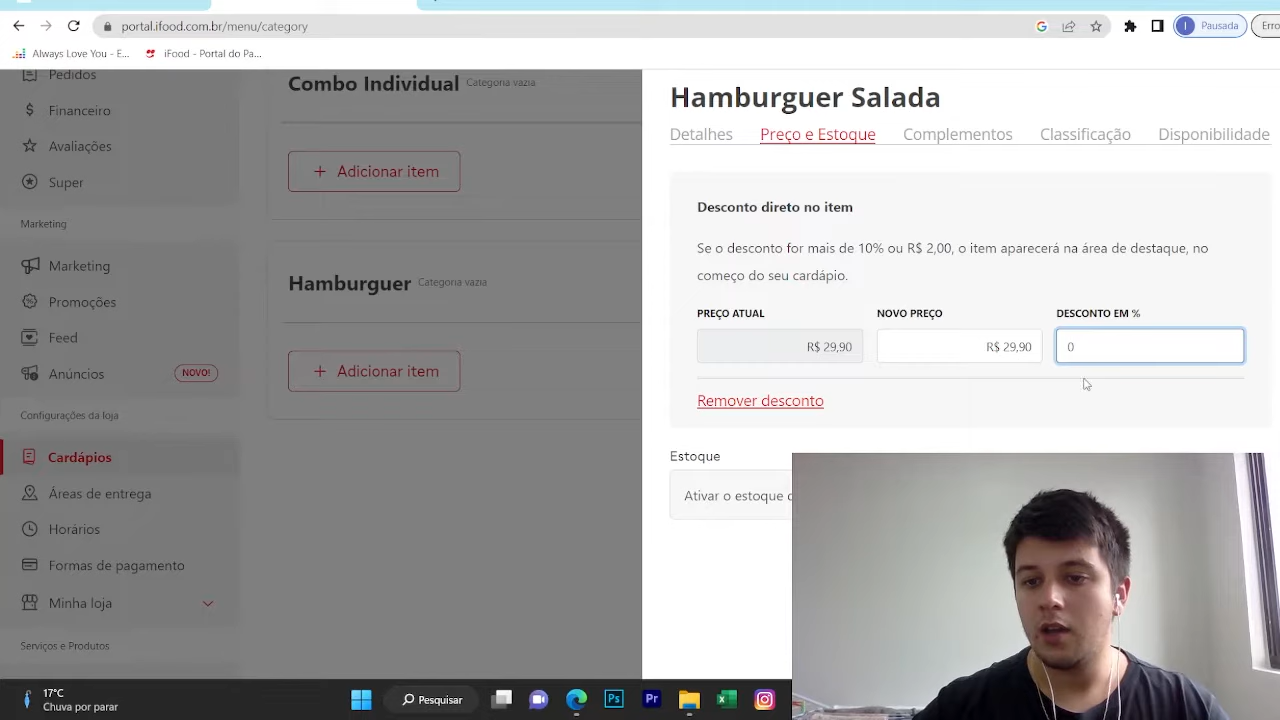 portal.ifood.com.br/menu/category
Pausada
Erro
Always Love You - E...
iFood - Portal do Pa...
Pedidos
Financeiro
Avaliações
Super
Marketing
Marketing
Promoções
Feed
Anúncios NOVO!
Configurações da loja
Cardápios
Áreas de entrega
Horários
Formas de pagamento
Minha loja
Serviços e Produtos
Combo Individual Categoria vazia
+ Adicionar item
Hamburguer Categoria vazia
+ Adicionar item
Hamburguer Salada
Detalhes Preço e Estoque Complementos Classificação Disponibilidade
Desconto direto no item
Se o desconto for mais de 10% ou R$ 2,00, o item aparecerá na área de destaque, no
começo do seu cardápio.
PREÇO ATUAL NOVO PREÇO DESCONTO EM %
R$ 29,90 R$ 29,90 0
Remover desconto
Estoque
Ativar o estoque
17°C
Chuva por parar
Pesquisar
Ps
Pr